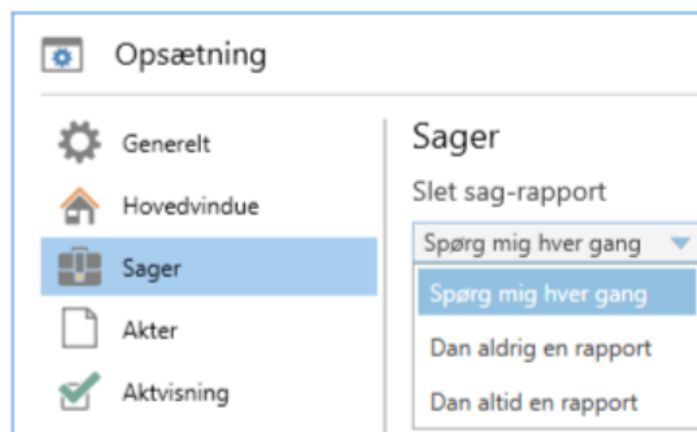 Opsætning
Generelt
Hovedvindue
Sager
Akter
Aktvisning
Sager
Slet sag-rapport
Spørg mig hver gang
Spørg mig hver gang
Dan aldrig en rapport
Dan altid en rapport